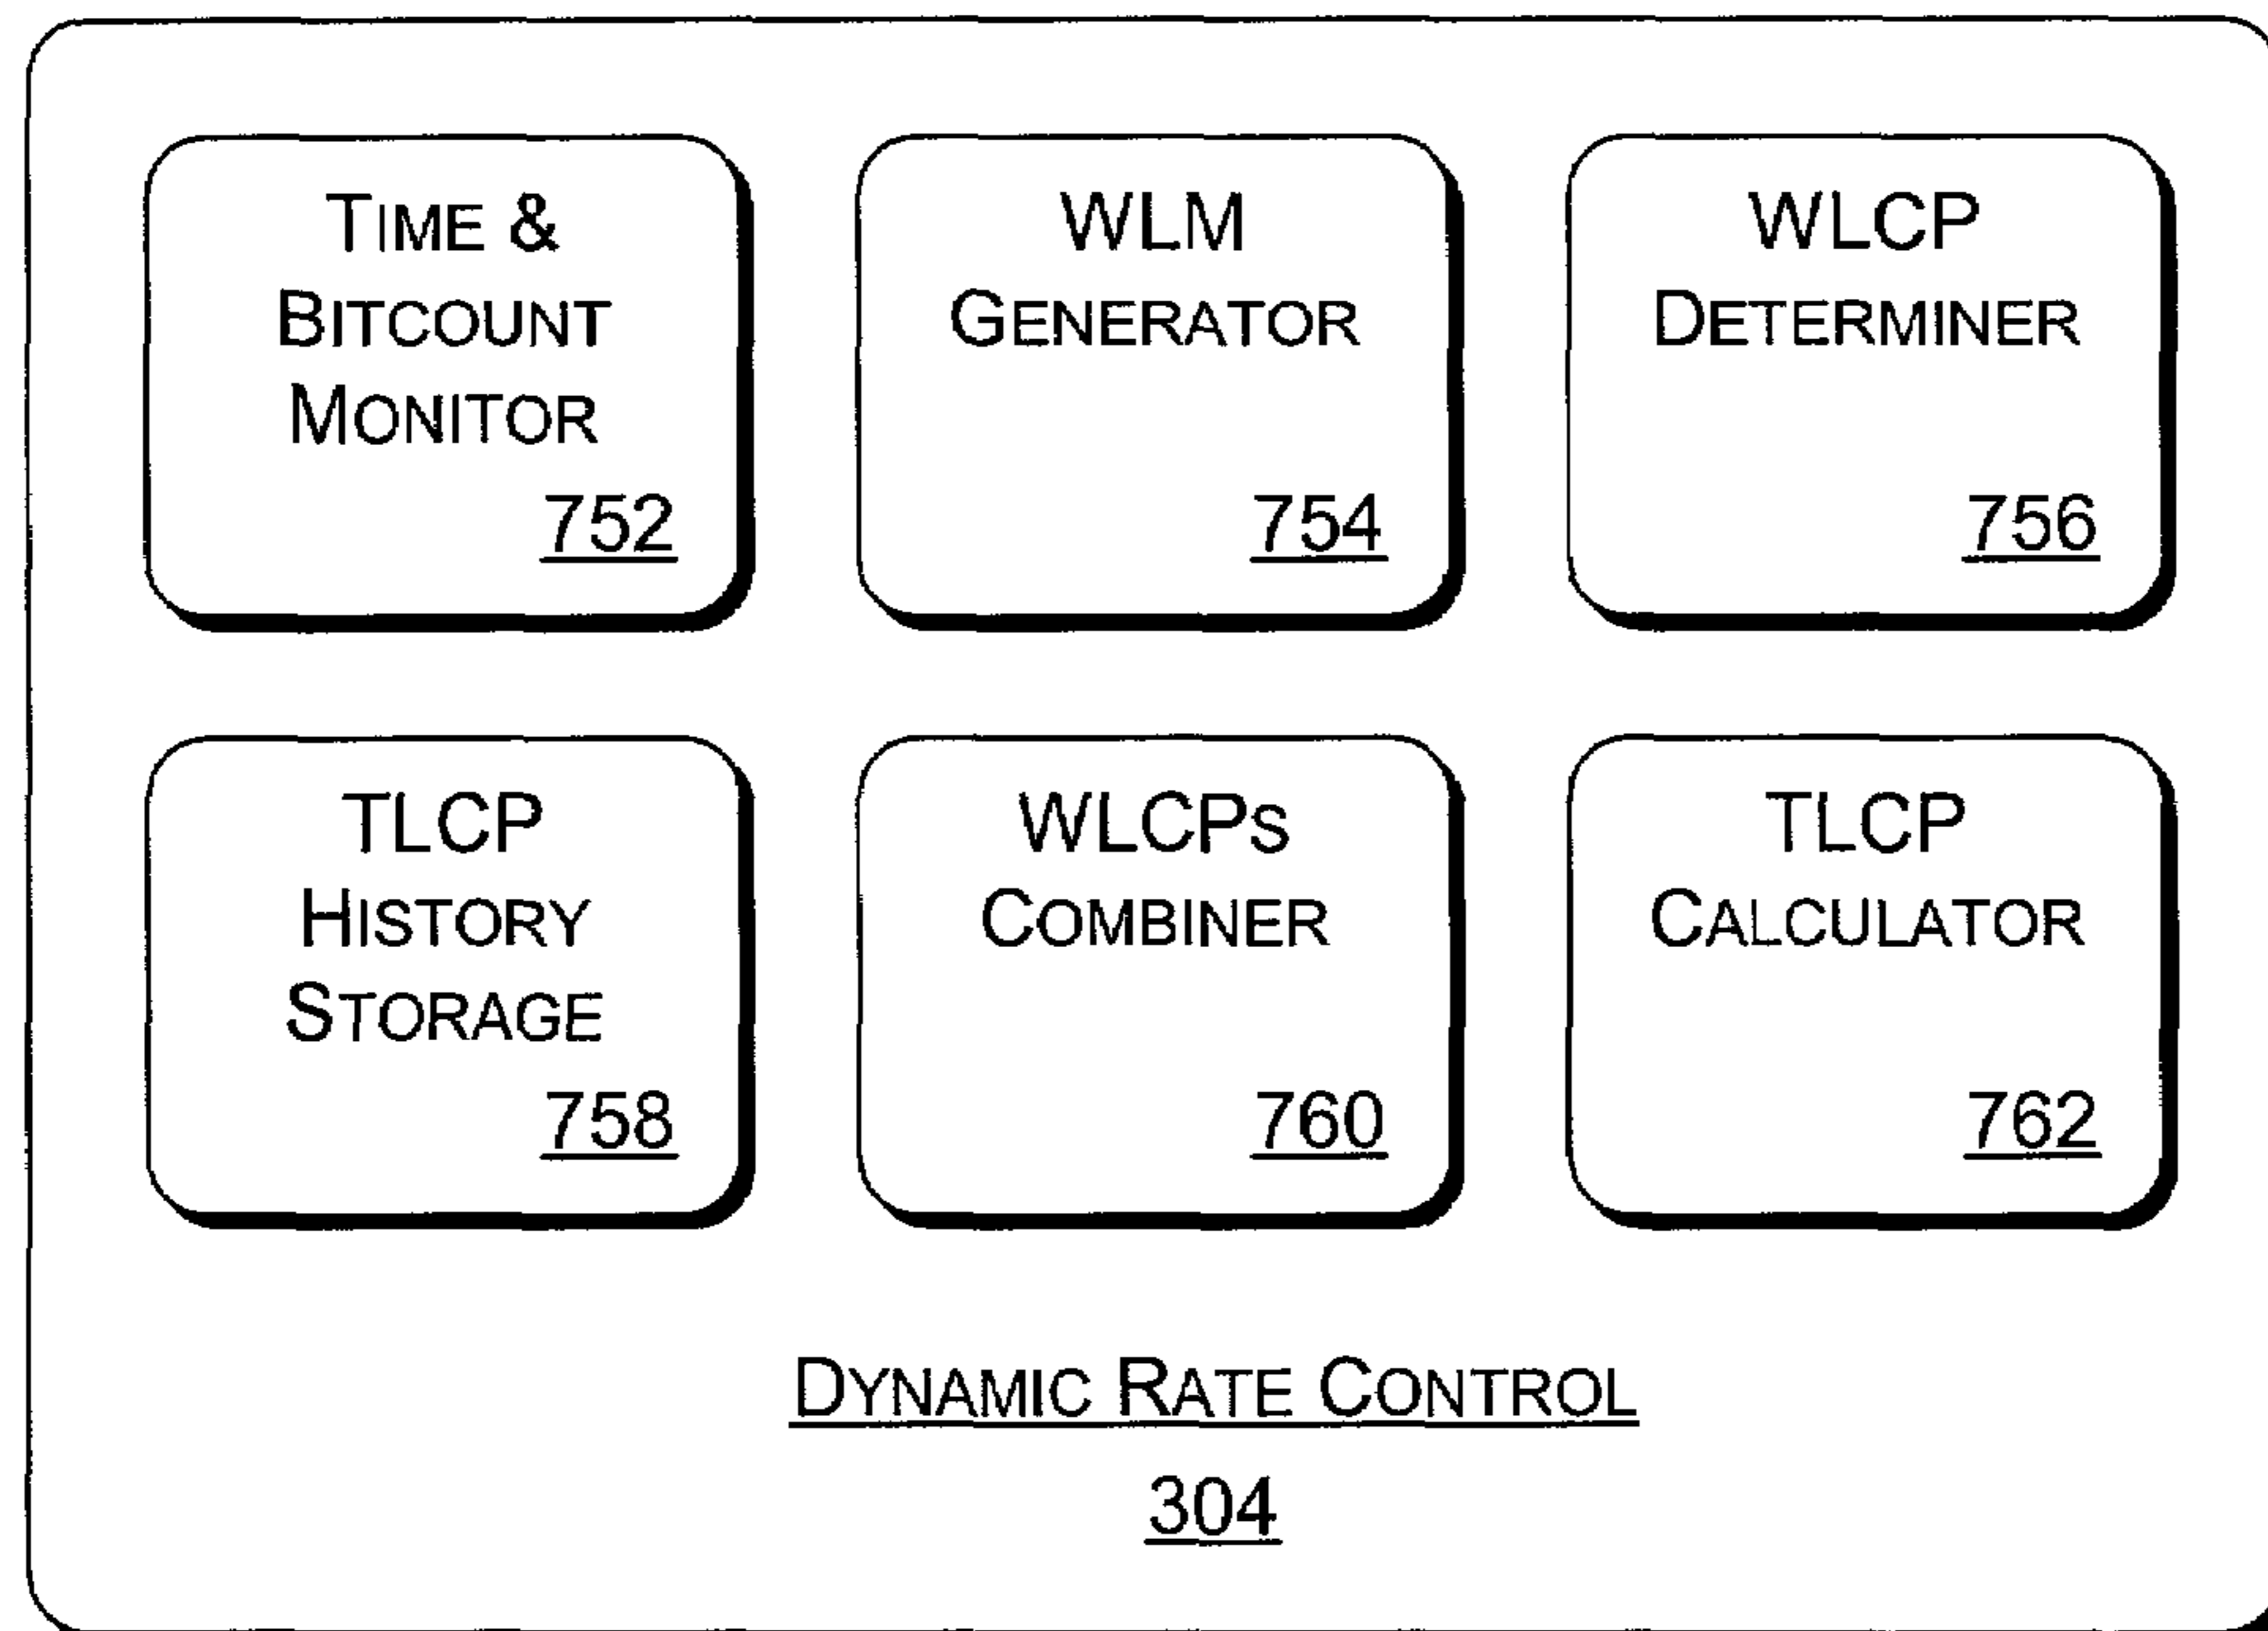 TIME &
BITCOUNT
MONITOR
752
WLM
GENERATOR
754
WLCP
DETERMINER
756
TLCP
HISTORY
STORAGE
758
WLCPS
COMBINER
760
TLCP
CALCULATOR
762
DYNAMIC RATE CONTROL
304